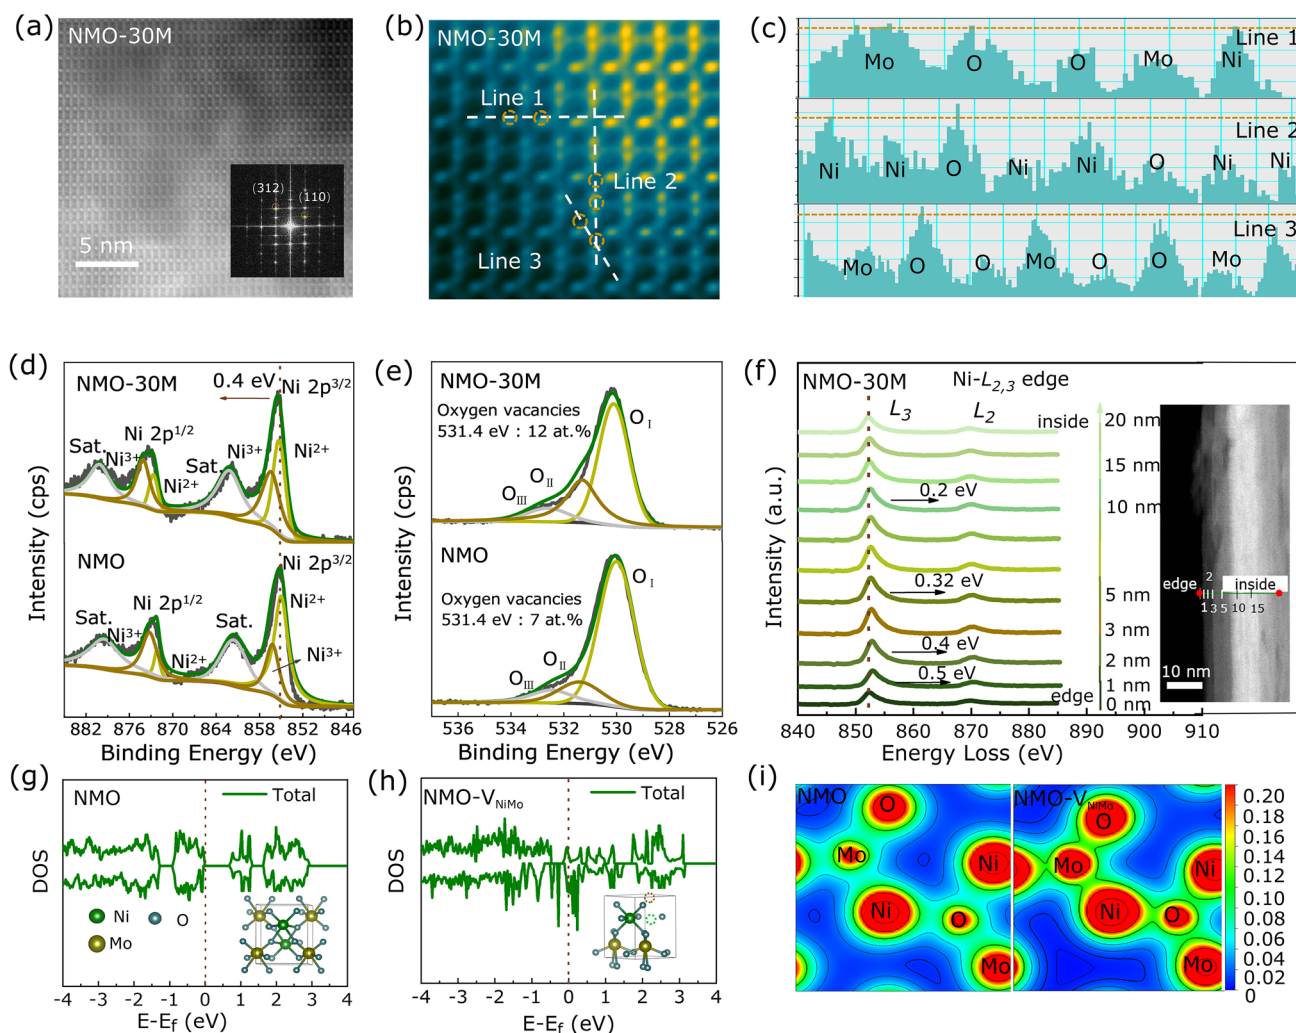 (a)
NMO-30M
(312)
(110)
5 nm
(b)
NMO-30M
Line 1
Line 2
Line 3
(c)
Line 1
Mo
O
O
Mo
Ni
Line 2
Ni
Ni
O
Ni
Ni
O
Ni
Ni
Line 3
Mo
O
O
Mo
O
O
Mo
(d)
NMO-30M
0.4 eV
Ni 2p3/2
Ni 2p1/2
Sat.
Ni3+
Ni2+
Sat.
Ni3+
Ni2+
NMO
Ni 2p3/2
Ni 2p1/2
Sat.
Ni3+
Ni2+
Sat.
Ni2+
Ni3+
Intensity (cps)
882 870 862 854 846
Binding Energy (eV)
(e)
NMO-30M
Oxygen vacancies
531.4 eV : 12 at.%
O I
O II
O III
NMO
Oxygen vacancies
531.4 eV : 7 at.%
O I
O II
O III
Intensity (cps)
536 534 532 530 528 526
Binding Energy (eV)
(f)
NMO-30M
Ni-L2,3 edge
L3
L2
inside
20 nm
15 nm
10 nm
0.2 eV
0.32 eV
5 nm
3 nm
0.4 eV
2 nm
0.5 eV
1 nm
edge
0 nm
Intensity (a.u.)
840 850 860 870 880 890 900 910
Energy Loss (eV)
edge
2
inside
1 3 5 10 15
10 nm
(g)
NMO
Total
DOS
Ni
O
Mo
-4 -3 -2 -1 0 1 2 3 4
E-Ef (eV)
(h)
NMO-VNiMo
Total
DOS
-4 -3 -2 -1 0 1 2 3 4
E-Ef (eV)
(i)
NMO
O
Mo
Ni
Ni
O
Mo
NMO-VNiMo
O
Mo
Ni
Ni
O
Mo
0.20
0.18
0.16
0.14
0.12
0.10
0.08
0.06
0.04
0.02
0